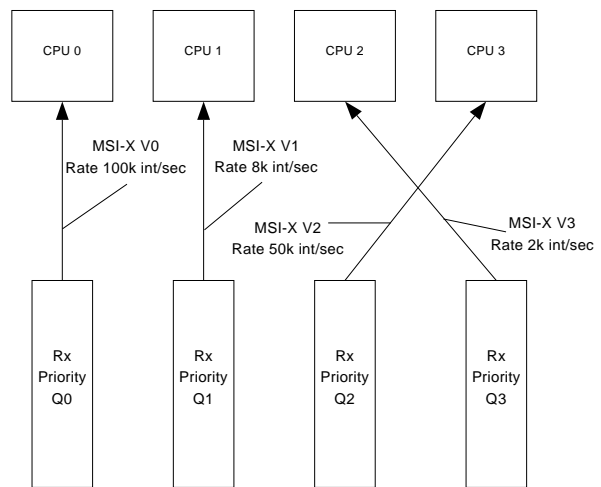 CPU 0
CPU 1
CPU 2
CPU 3
MSI-X V0
Rate 100k int/sec
MSI-X V1
Rate 8k int/sec
MSI-X V2
Rate 50k int/sec
MSI-X V3
Rate 2k int/sec
Rx
Priority
Q0
Rx
Priority
Q1
Rx
Priority
Q2
Rx
Priority
Q3